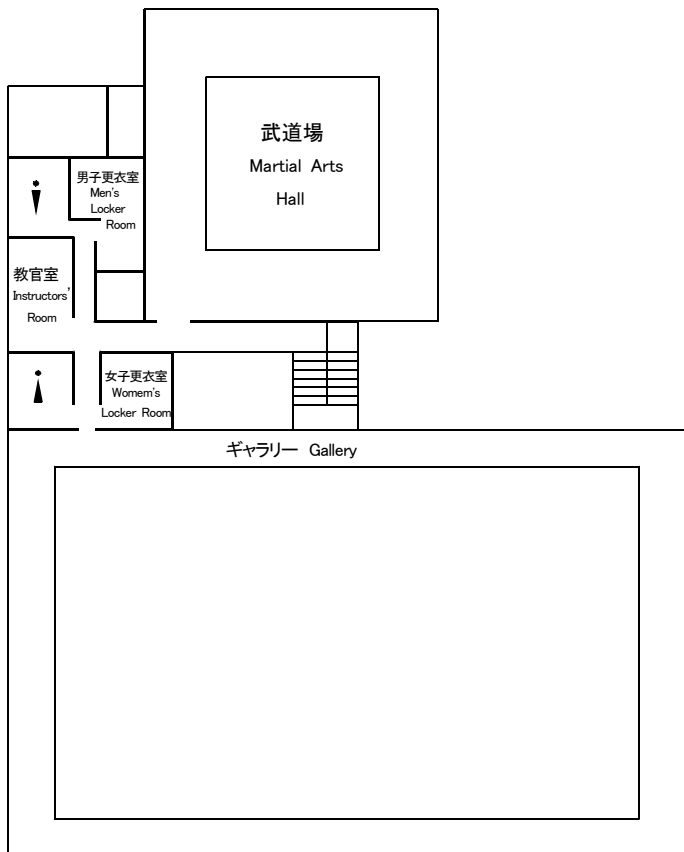 武道場
Martial Arts
Hall
男子更衣室
Men's
Locker
Room
教官室
Instructors'
Room
女子更衣室
Womem's
Locker Room
ギャラリー Gallery